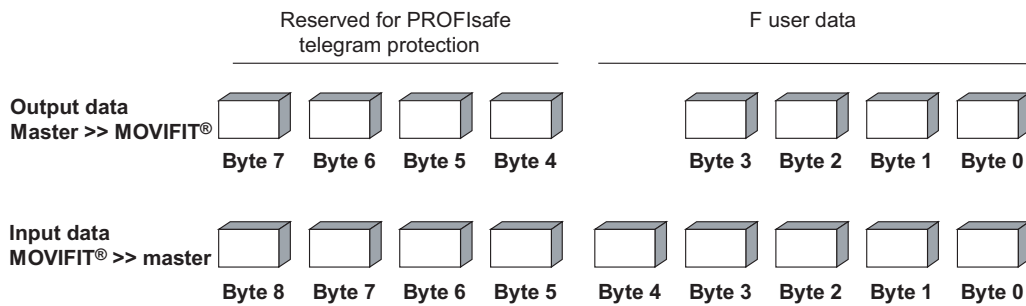 Reserved for PROFIsafe
telegram protection
F user data
Output data
Master >> MOVIFIT®
Byte 7 Byte 6 Byte 5 Byte 4 Byte 3 Byte 2 Byte 1 Byte 0
Input data
MOVIFIT® >> master
Byte 8 Byte 7 Byte 6 Byte 5 Byte 4 Byte 3 Byte 2 Byte 1 Byte 0